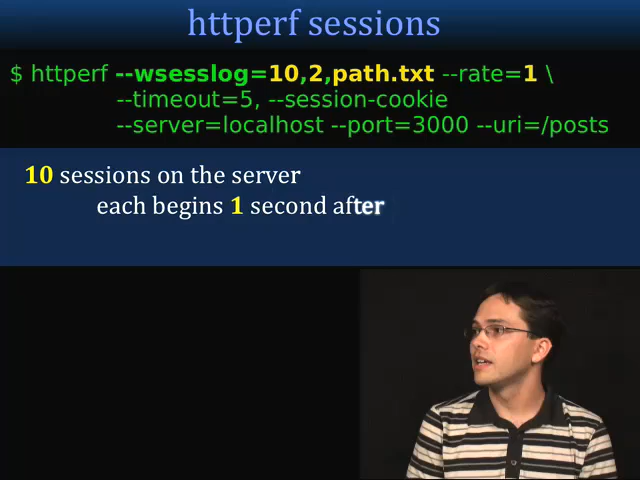 httperf sessions
$ httperf --wsesslog=10,2,path.txt --rate=1 \
--timeout=5, --session-cookie
--server=localhost --port=3000 --uri=/posts
10 sessions on the server
each begins 1 second after